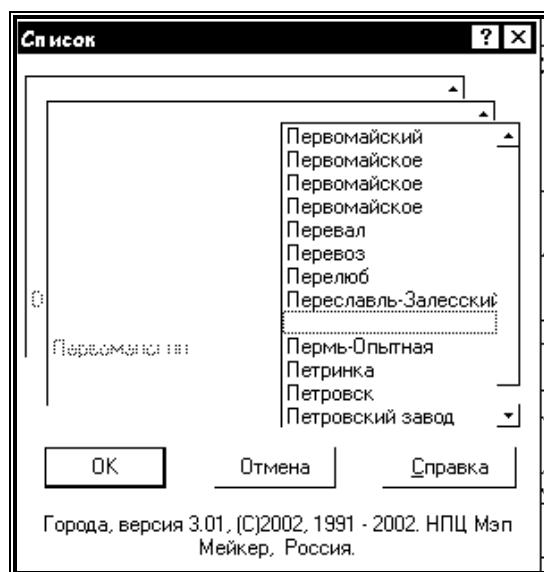 Список
Первомайский
Первомайское
Первомайское
Первомайское
Перевал
Перевоз
Перелюб
Переславль-Залесский
Пермь-Опытная
Петринка
Петровск
Петровский завод
OK
Отмена
Справка
Города, версия 3.01, (C)2002, 1991 - 2002. НПЦ Мэп
Мейкер, Россия.